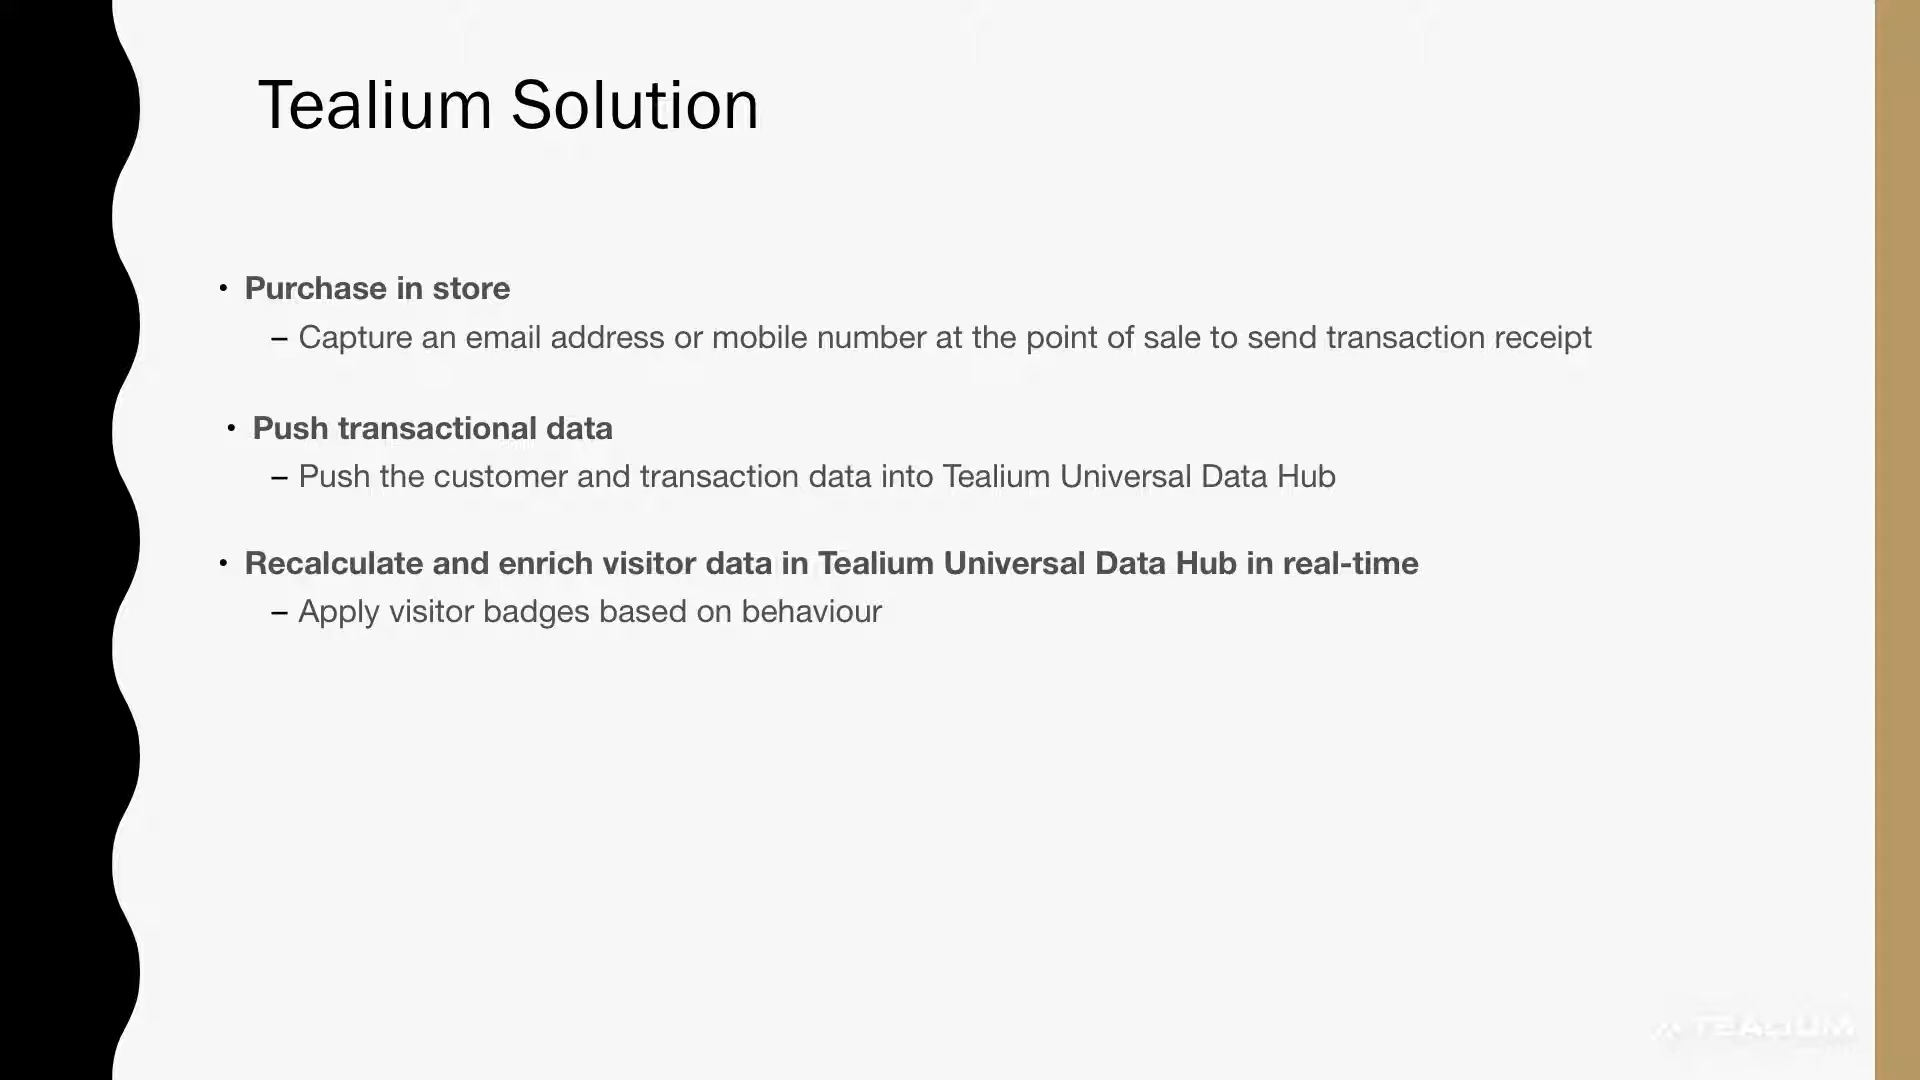 Tealium Solution
• Purchase in store
– Capture an email address or mobile number at the point of sale to send transaction receipt
• Push transactional data
– Push the customer and transaction data into Tealium Universal Data Hub
• Recalculate and enrich visitor data in Tealium Universal Data Hub in real-time
– Apply visitor badges based on behaviour
TEALIUM